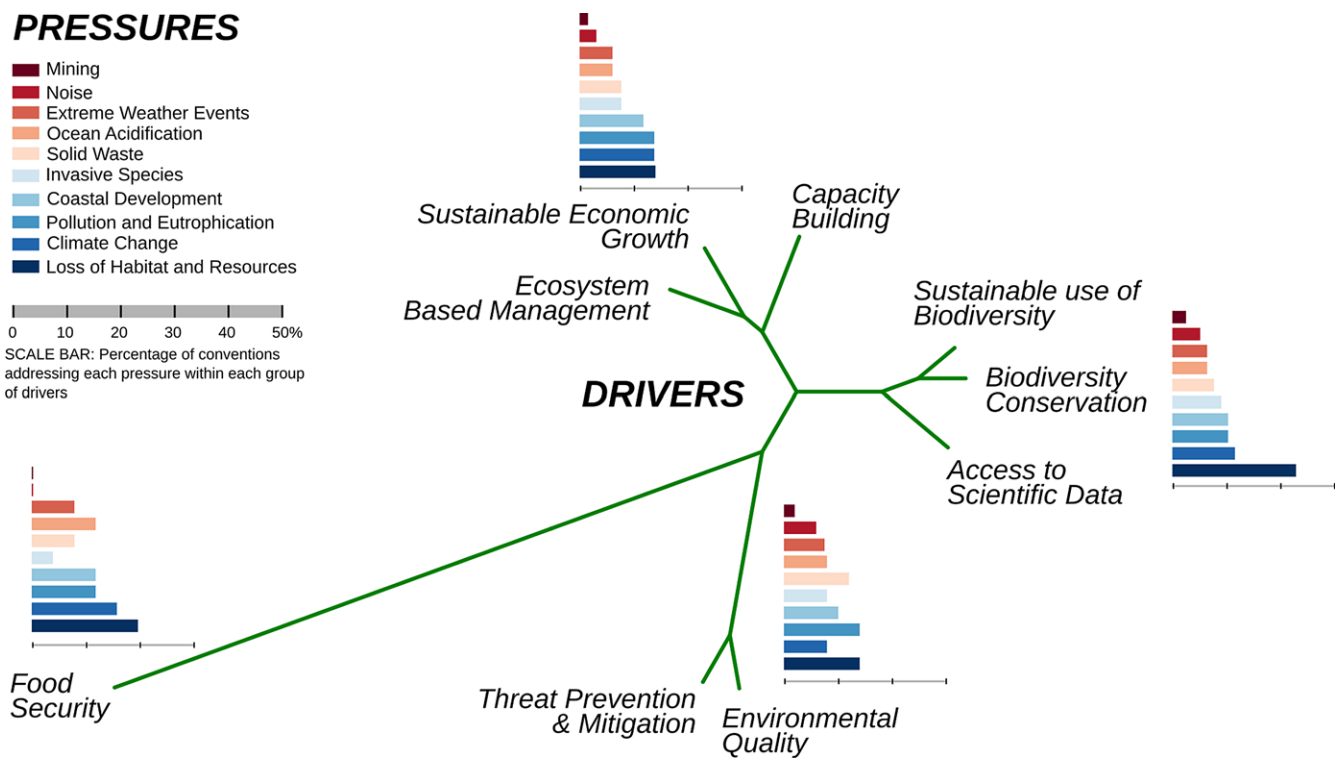 PRESSURES
Mining
Noise
Extreme Weather Events
Ocean Acidification
Solid Waste
Invasive Species
Coastal Development
Pollution and Eutrophication
Climate Change
Loss of Habitat and Resources
0 10 20 30 40 50%
SCALE BAR: Percentage of conventions
addressing each pressure within each group
of drivers
Sustainable Economic
Growth
Capacity
Building
Ecosystem
Based Management
Sustainable use of
Biodiversity
DRIVERS
Biodiversity
Conservation
Access to
Scientific Data
Food
Security
Threat Prevention
& Mitigation
Environmental
Quality